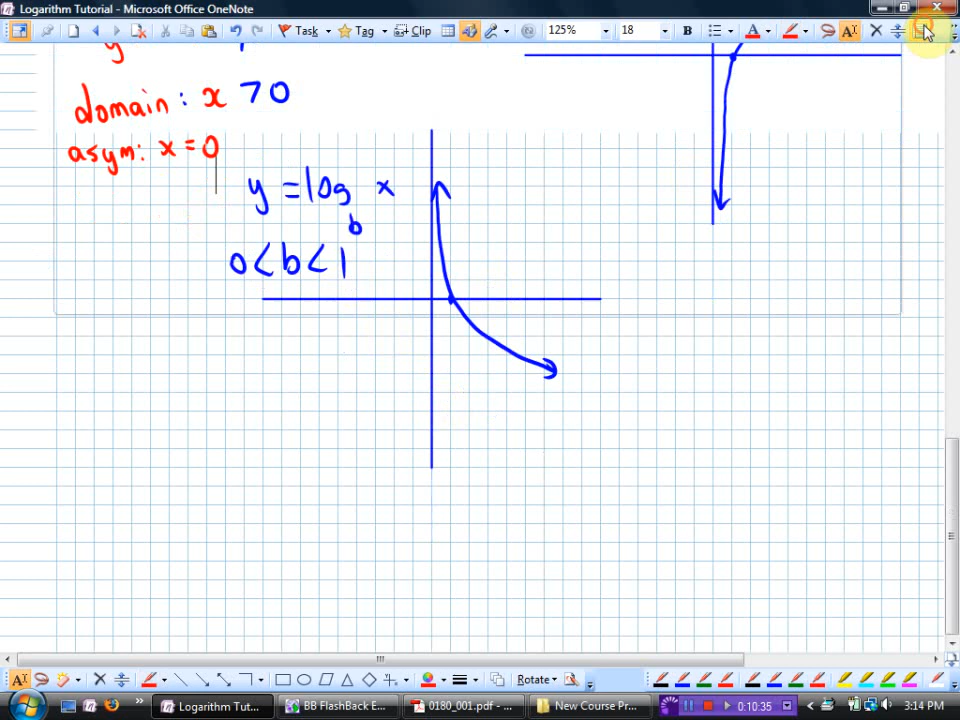 Logarithm Tutorial - Microsoft Office OneNote
Task Tag Clip 125% 18 B A
y
domain: x >0
asym: x = 0
y = log x
b
0 < b < 1
Rotate
Logarithm Tut... BB FlashBack E... 0180_001.pdf - ... New Course Pr... 0:10:35 3:14 PM